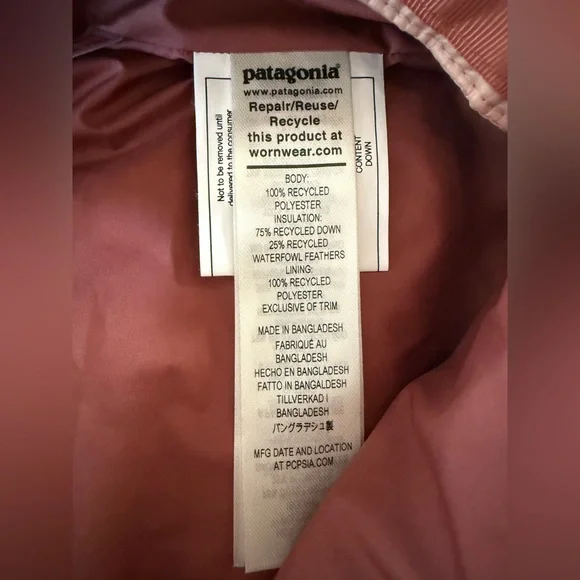 patagonia®
www.patagonia.com
Repair/Reuse/
Recycle
this product at
wornwear.com
BODY:
100% RECYCLED
POLYESTER
INSULATION:
75% RECYCLED DOWN
25% RECYCLED
WATERFOWL FEATHERS
LINING:
100% RECYCLED
POLYESTER
EXCLUSIVE OF TRIM
MADE IN BANGLADESH
FABRIQUÉ AU
BANGLADESH
HECHO EN BANGLADESH
FATTO IN BANGALDESH
TILLVERKAD I
BANGLADESH
バングラデシュ製
MFG DATE AND LOCATION
AT PCPSIA.COM
Not to be removed until
delivered to the consumer
CONTENT
DOWN